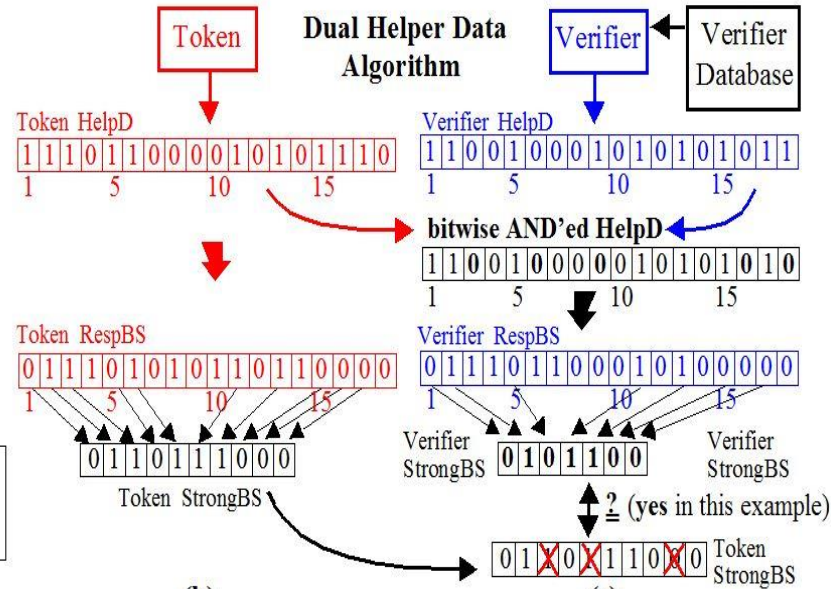 Token
Dual Helper Data
Algorithm
Verifier
Verifier
Database
Token HelpD
1 1 1 0 1 1 0 0 0 0 1 0 1 0 1 1 1 0
1 5 10 15
Verifier HelpD
1 1 0 0 1 0 0 0 1 0 1 0 1 0 1 0 1 1
1 5 10 15
bitwise AND'ed HelpD
1 1 0 0 1 0 0 0 0 0 1 0 1 0 1 0 1 0
1 5 10 15
Token RespBS
0 1 1 1 0 1 0 1 0 1 1 0 1 1 0 0 0 0
1 5 10 15
Verifier RespBS
0 1 1 1 0 1 1 0 0 0 1 0 1 0 0 0 0 0
1 5 10 15
0 1 1 0 1 1 1 0 0 0
Token StrongBS
Verifier
StrongBS
0 1 0 1 1 0 0
Verifier
StrongBS
? (yes in this example)
0 1 1 0 1 1 1 0 0 0
Token
StrongBS